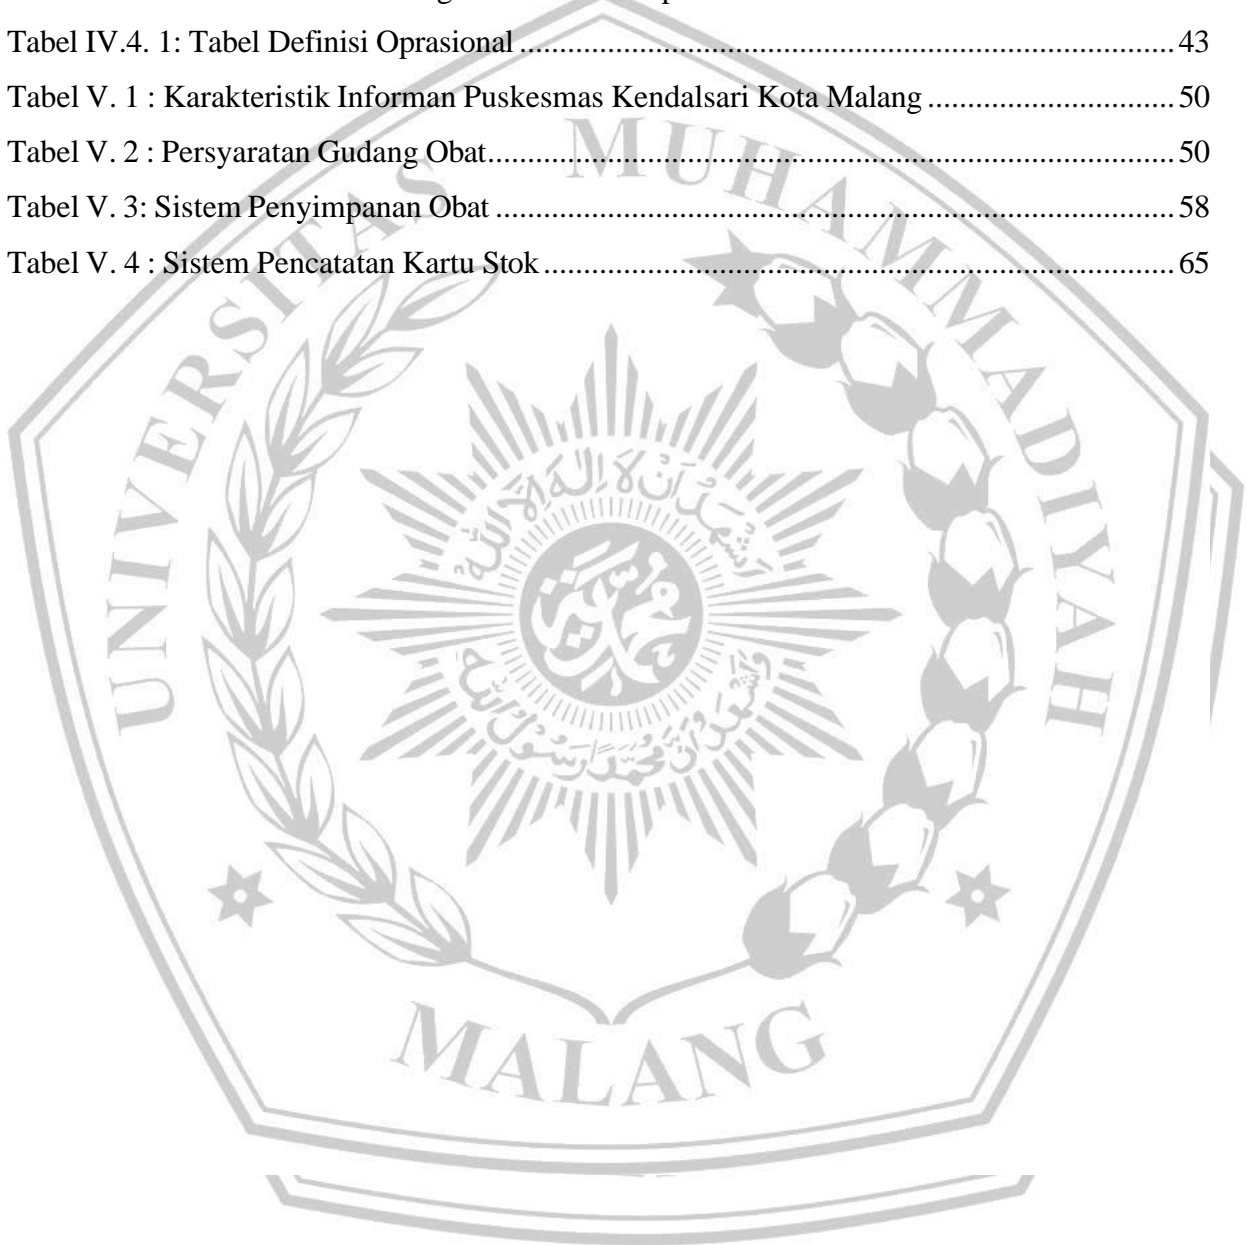 Tabel IV.4. 1: Tabel Definisi Oprasional ........ 43
Tabel V. 1 : Karakteristik Informan Puskesmas Kendalsari Kota Malang ........ 50
Tabel V. 2 : Persyaratan Gudang Obat ........ 50
Tabel V. 3: Sistem Penyimpanan Obat ........ 58
Tabel V. 4 : Sistem Pencatatan Kartu Stok ........ 65
UNIVERSITAS MUHAMMADIYAH
MALANG